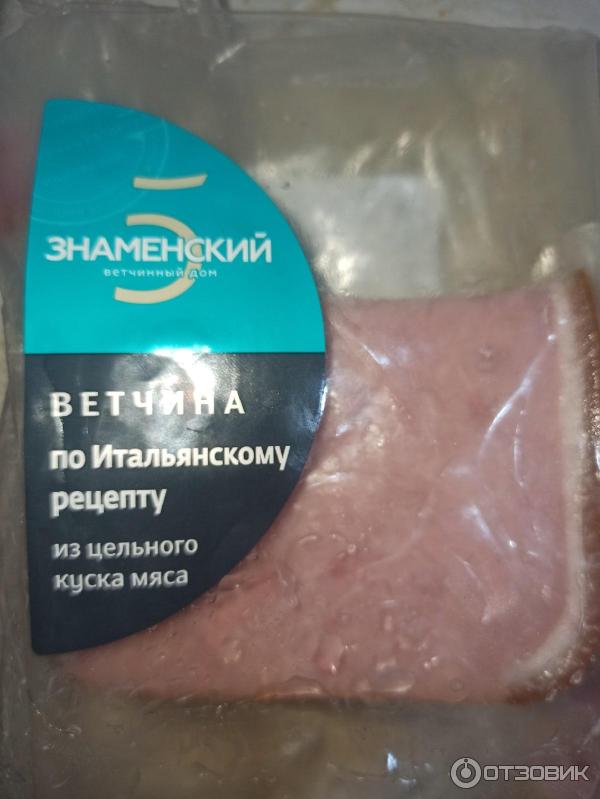 ЗНАМЕНСКИЙ
ветчинный дом
ВЕТЧИНА
по Итальянскому
рецепту
из цельного
куска мяса
ОТЗОВИК